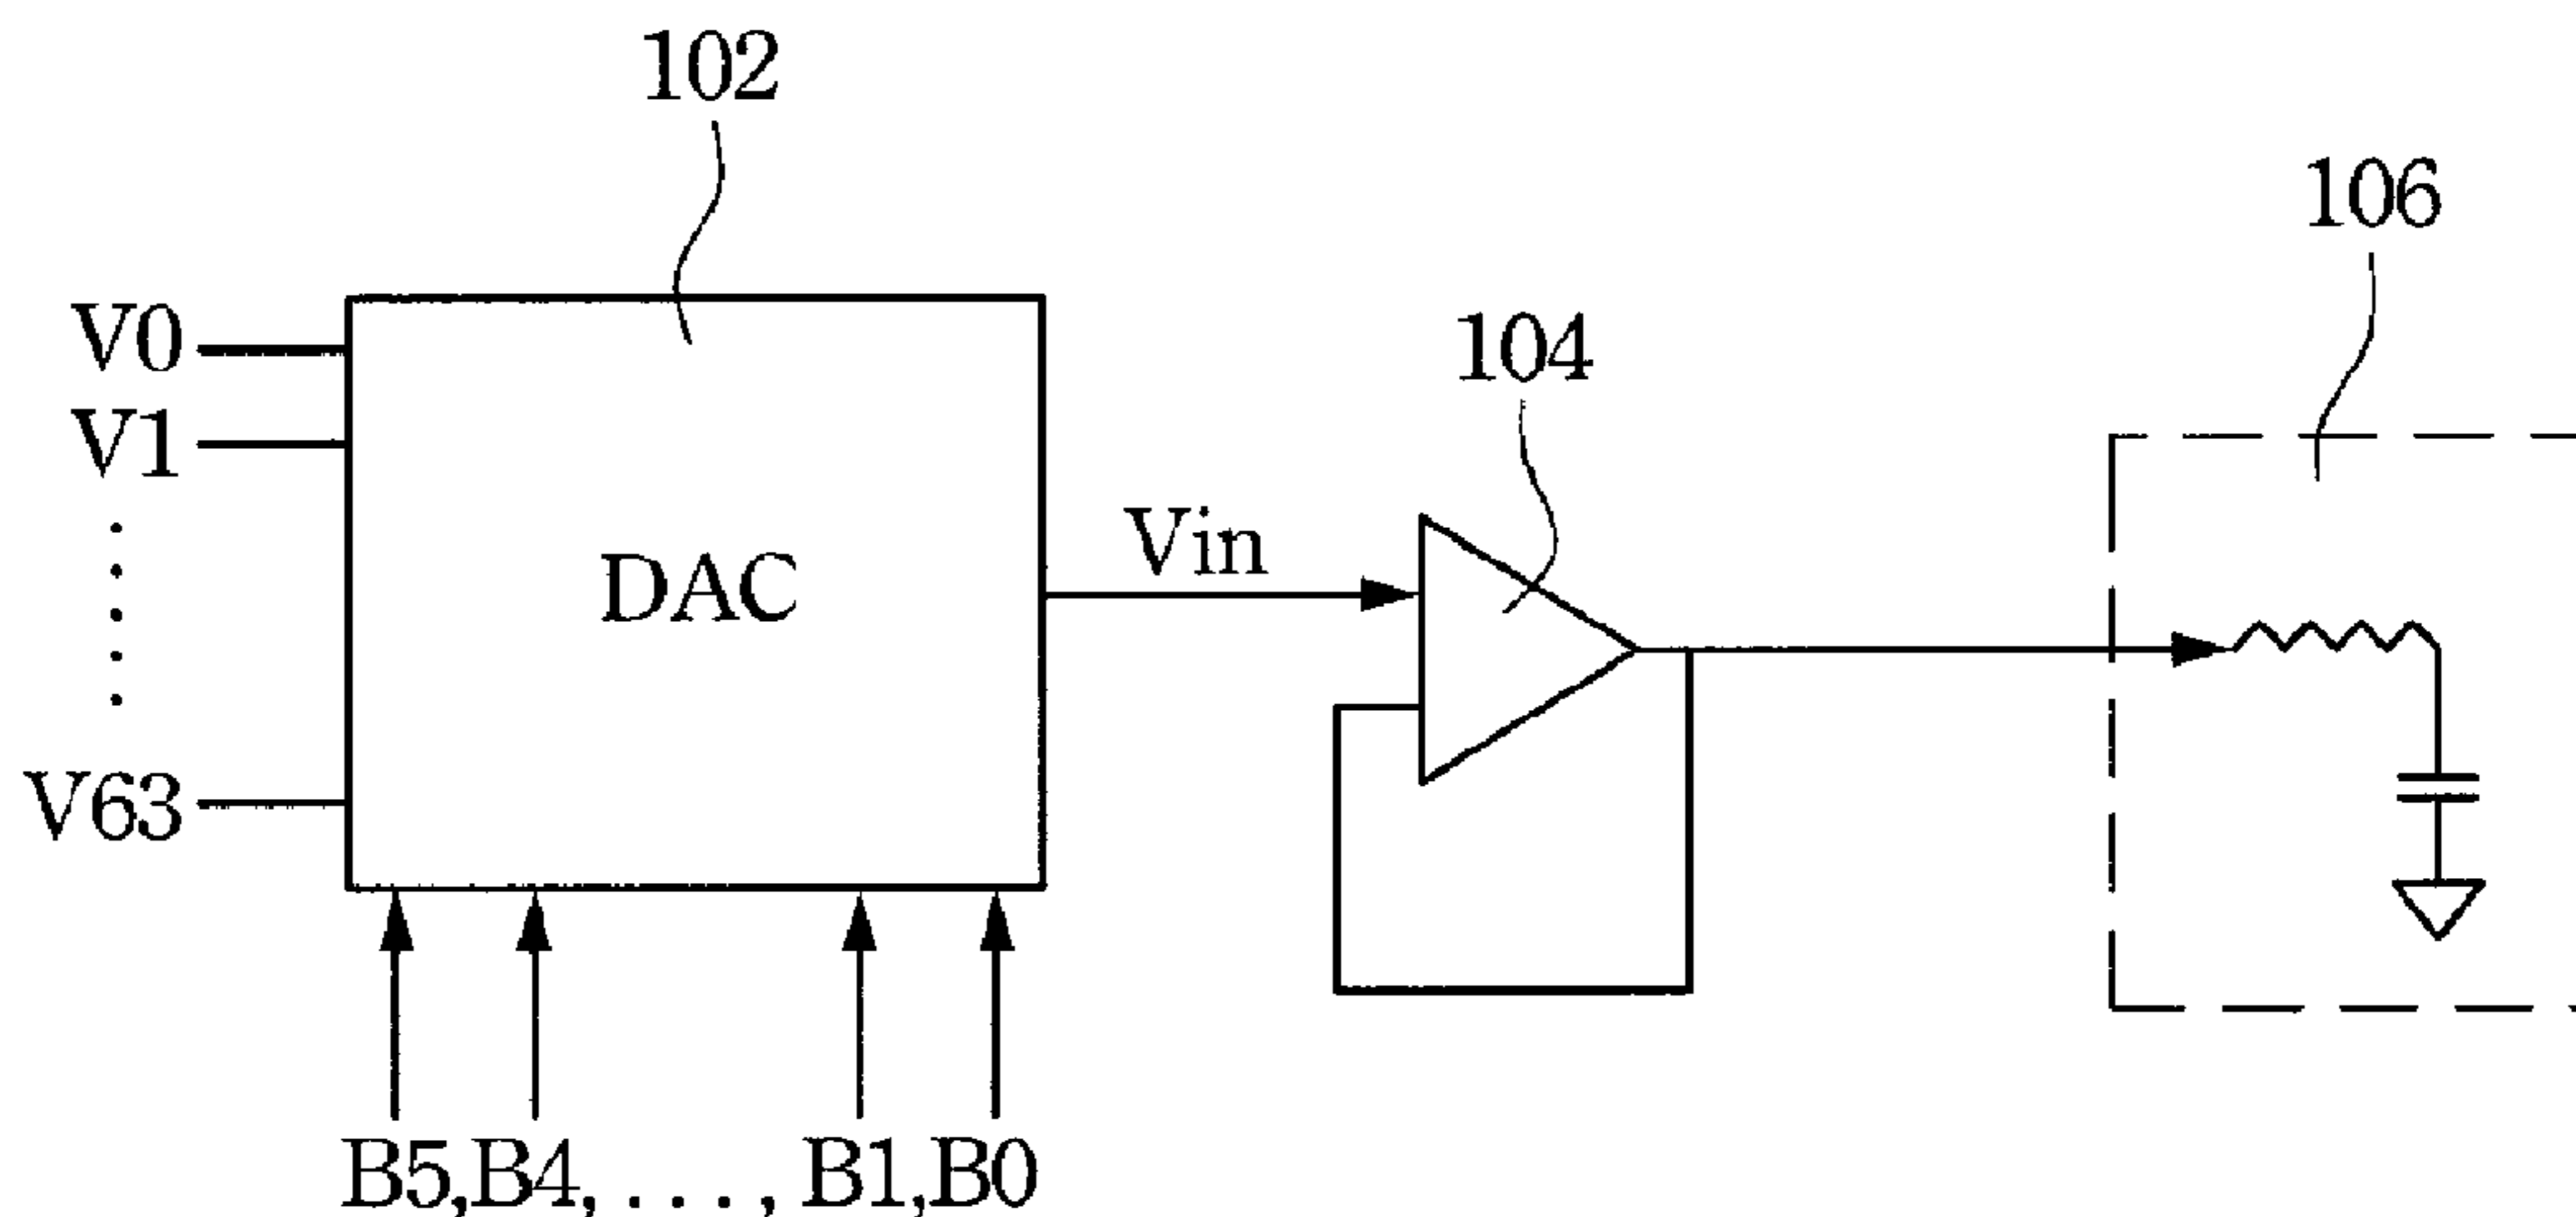 102
106
104
V0
V1
V63
DAC
Vin
B5,B4, . . . . , B1,B0